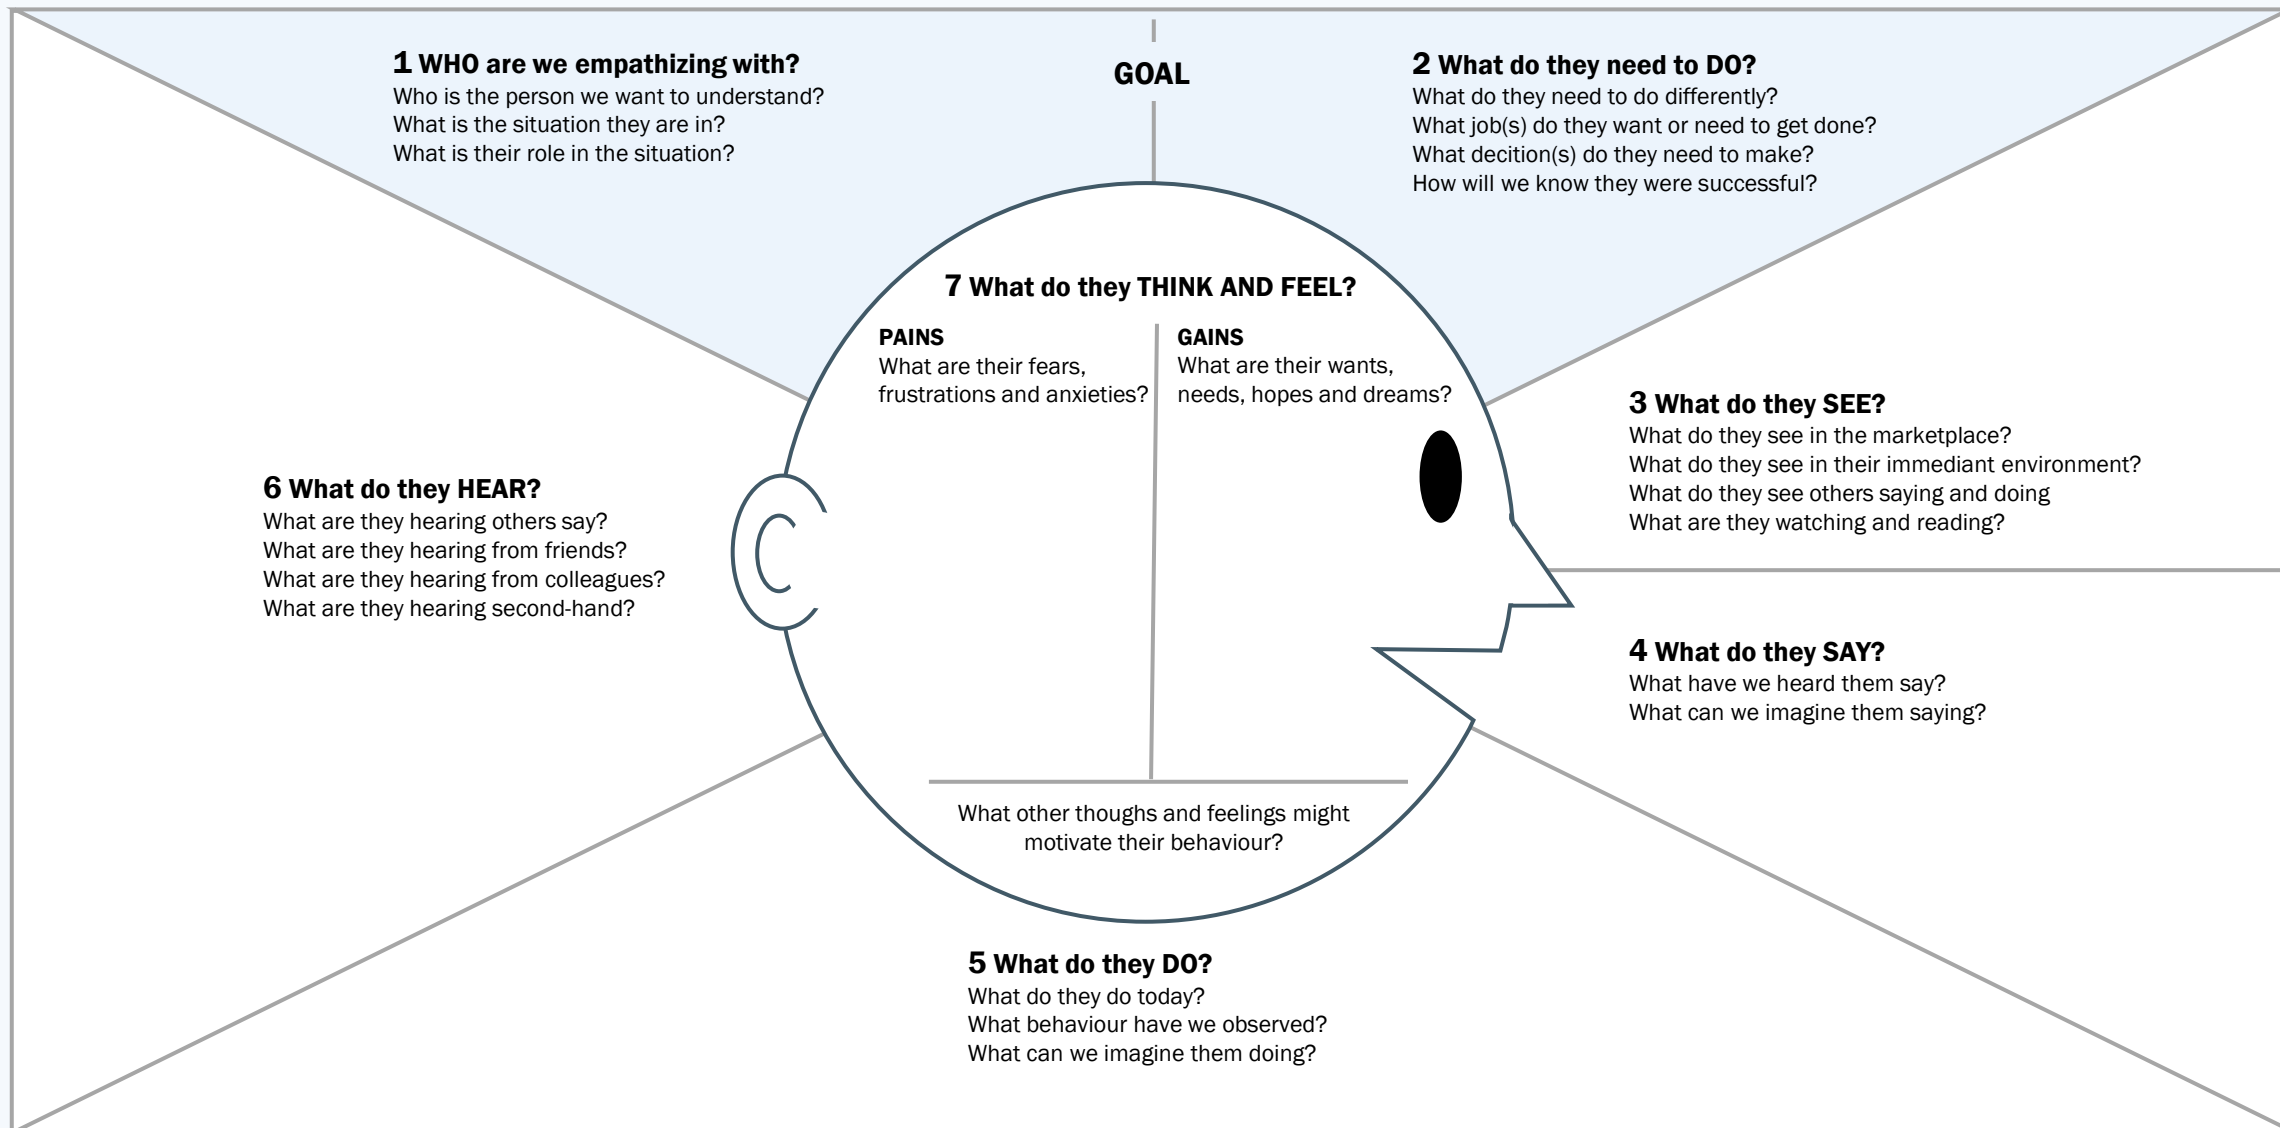 GOAL
1 WHO are we empathizing with?
Who is the person we want to understand?
What is the situation they are in?
What is their role in the situation?
2 What do they need to DO?
What do they need to do differently?
What job(s) do they want or need to get done?
What decition(s) do they need to make?
How will we know they were successful?
3 What do they SEE?
What do they see in the marketplace?
What do they see in their immediant environment?
What do they see others saying and doing
What are they watching and reading?
4 What do they SAY?
What have we heard them say?
What can we imagine them saying?
5 What do they DO?
What do they do today?
What behaviour have we observed?
What can we imagine them doing?
6 What do they HEAR?
What are they hearing others say?
What are they hearing from friends?
What are they hearing from colleagues?
What are they hearing second-hand?
7 What do they THINK AND FEEL?
PAINS
What are their fears,
frustrations and anxieties?
GAINS
What are their wants,
needs, hopes and dreams?
What other thoughs and feelings might
motivate their behaviour?